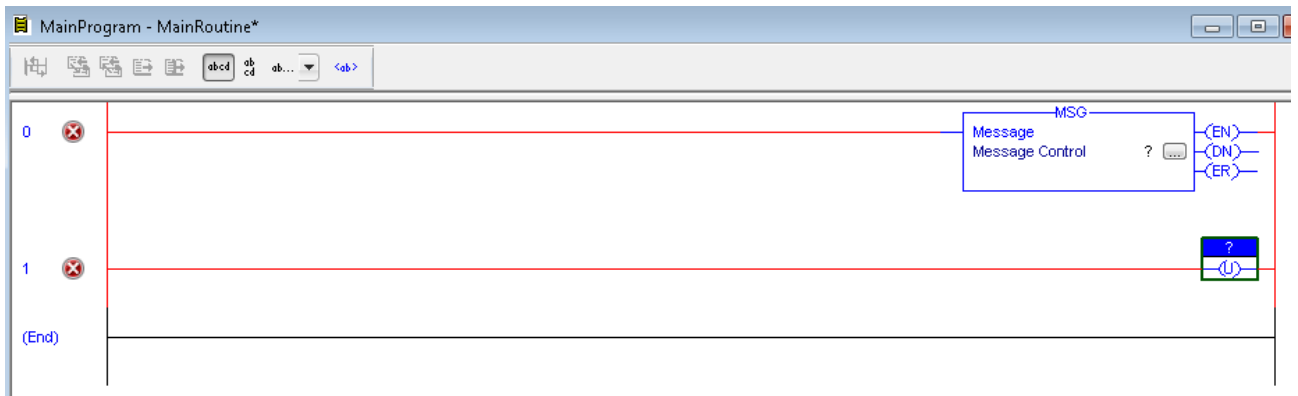 MainProgram - MainRoutine*
abcd ab cd ab... <ab>
0
MSG
Message
Message Control ? ...
(EN)
(DN)
(ER)
1
?
(U)
(End)